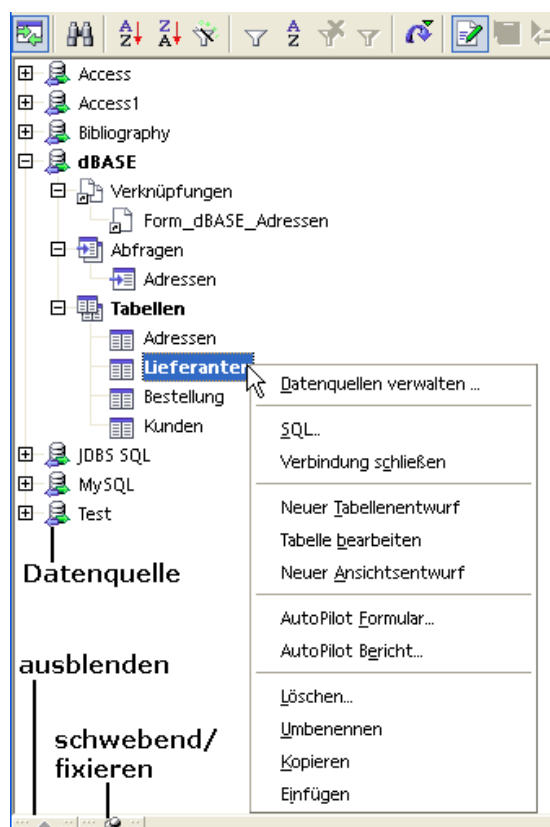 Access
Access1
Bibliography
dBASE
Verknüpfungen
Form_dBASE_Adressen
Abfragen
Adressen
Tabellen
Adressen
Lieferanten
Bestellung
Kunden
JDBS SQL
MySQL
Test
Datenquellen verwalten ...
SQL..
Verbindung schließen
Neuer Tabellenentwurf
Tabelle bearbeiten
Neuer Ansichtsentwurf
AutoPilot Formular...
AutoPilot Bericht...
Löschen...
Umbenennen
Kopieren
Einfügen
Datenquelle
ausblenden
schwebend/
fixieren